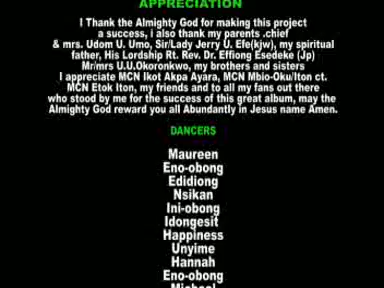 APPRECIATION
I Thank the Almighty God for making this project
a success, i also thank my parents .chief
& mrs. Udom U. Umo, Sir/Lady Jerry U. Efe(kjw), my spiritual
father, His Lordship Rt. Rev. Dr. Effiong Esedeke (Jp)
Mr/mrs U.U.Okoronkwo, my brothers and sisters
I appreciate MCN Ikot Akpa Ayara, MCN Mbio-Oku/Iton ct.
MCN Etok Iton, my friends and to all my fans out there
who stood by me for the success of this great album, may the
Almighty God reward you all Abundantly in Jesus name Amen.
DANCERS
Maureen
Eno-obong
Edidiong
Nsikan
Ini-obong
Idongesit
Happiness
Unyime
Hannah
Eno-obong
Michael